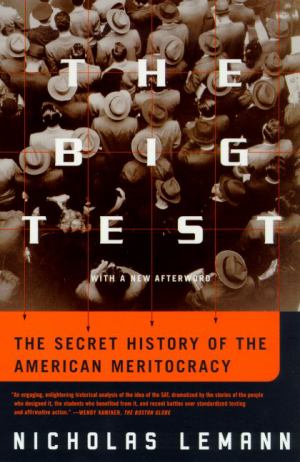 THE
BIG
TEST
WITH A NEW AFTERWORD
THE SECRET HISTORY OF THE
AMERICAN MERITOCRACY
"An engaging, enlightening historical analysis of the idea of the SAT, dramatized by the stories of the people
who designed it, the students who benefited from it, and recent battles over standardized testing
and affirmative action." —WENDY KAMINER, THE BOSTON GLOBE
NICHOLAS LEMANN